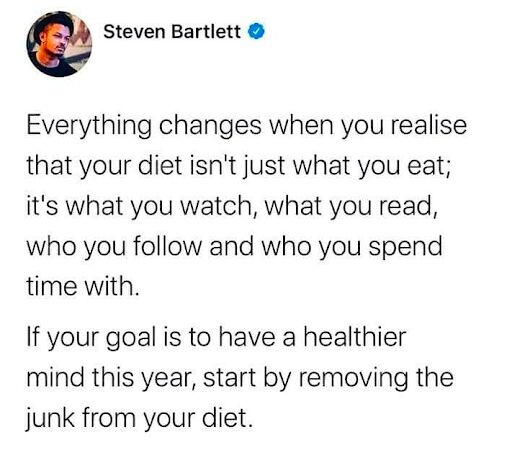 Steven Bartlett
Everything changes when you realise
that your diet isn't just what you eat;
it's what you watch, what you read,
who you follow and who you spend
time with.
If your goal is to have a healthier
mind this year, start by removing the
junk from your diet.